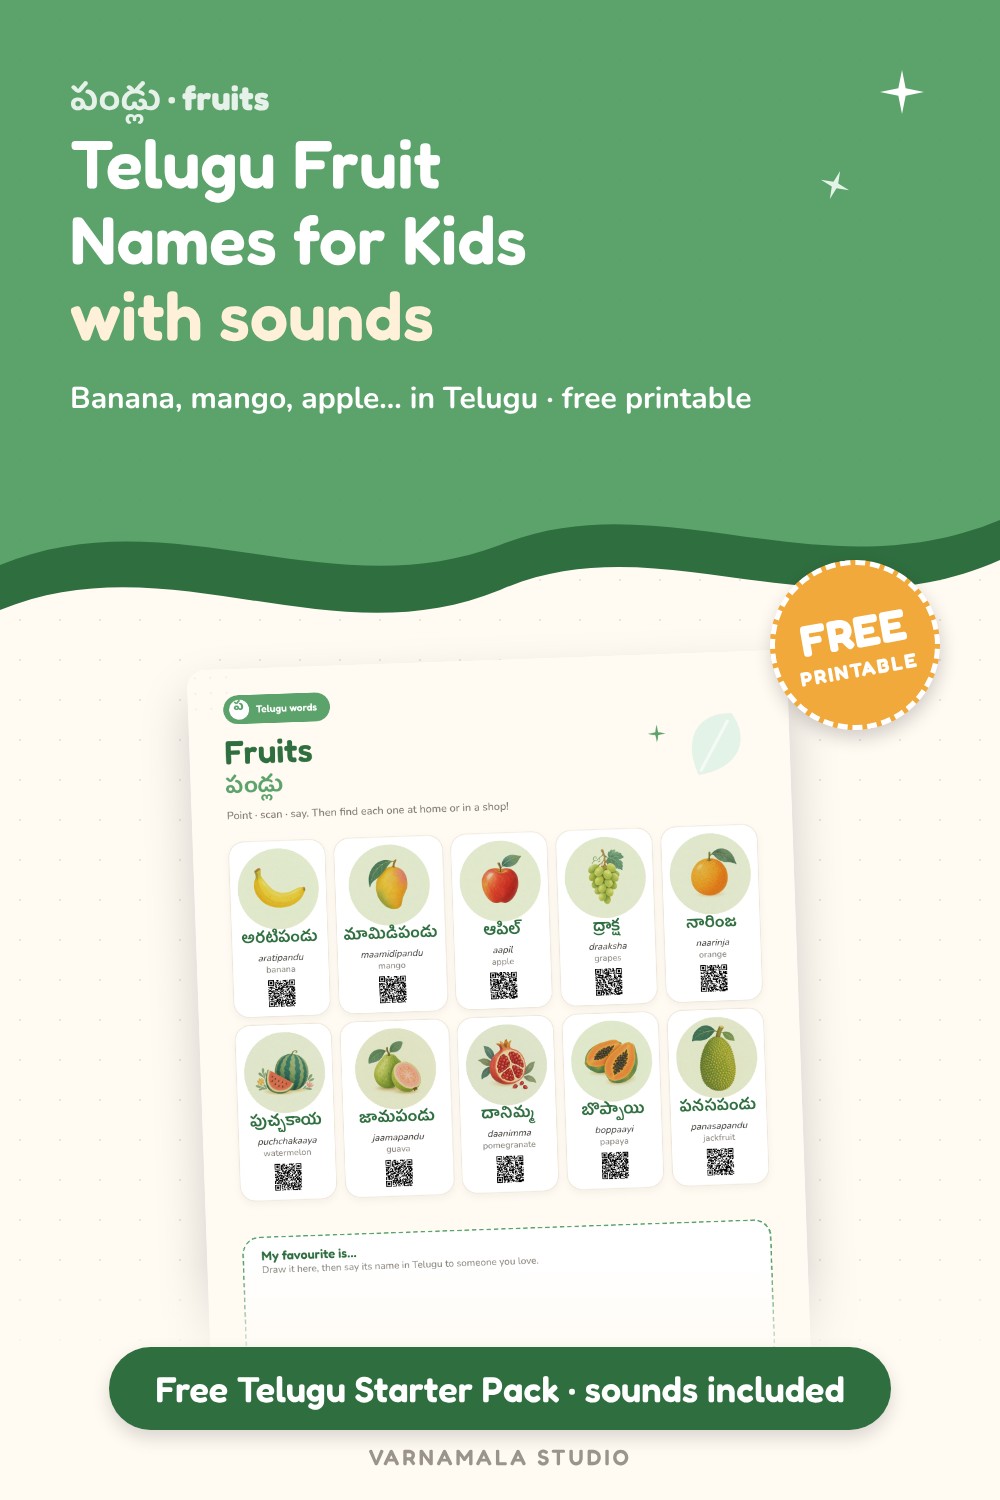 పండ్లు · fruits
Telugu Fruit
Names for Kids
with sounds
Banana, mango, apple... in Telugu · free printable
FREE
PRINTABLE
ప Telugu words
Fruits
పండ్లు
Point · scan · say. Then find each one at home or in a shop!
అరటిపండు
aratipandu
banana
మామిడిపండు
maamidipandu
mango
ఆపిల్
aapil
apple
ద్రాక్ష
draaksha
grapes
నారింజ
naarinja
orange
పుచ్చకాయ
puchchakaaya
watermelon
జామపండు
jaamapandu
guava
దానిమ్మ
daanimma
pomegranate
బొప్పాయి
boppaayi
papaya
పనసపండు
panasapandu
jackfruit
My favourite is...
Draw it here, then say its name in Telugu to someone you love.
Free Telugu Starter Pack · sounds included
VARNAMALA STUDIO